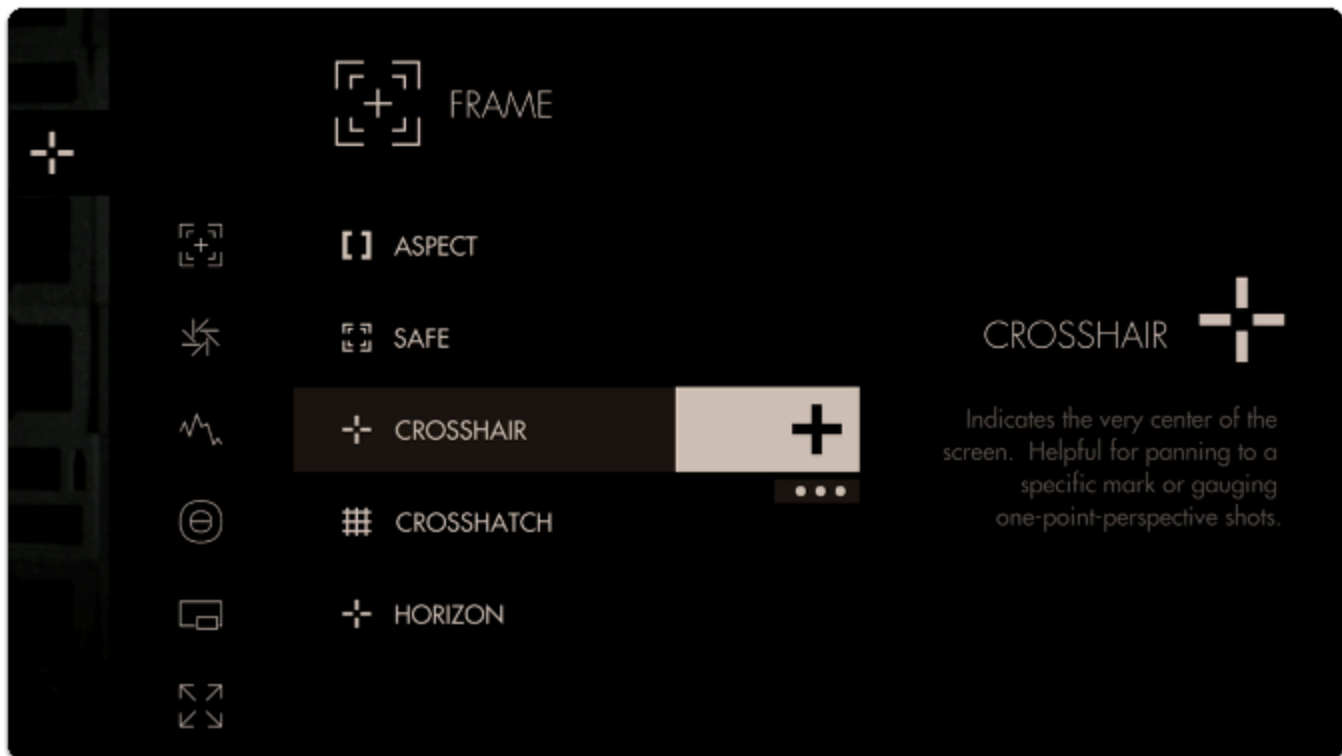 FRAME
ASPECT
SAFE
CROSSHAIR
CROSSHATCH
HORIZON
CROSSHAIR
Indicates the very center of the
screen.  Helpful for panning to a
specific mark or gauging
one-point-perspective shots.